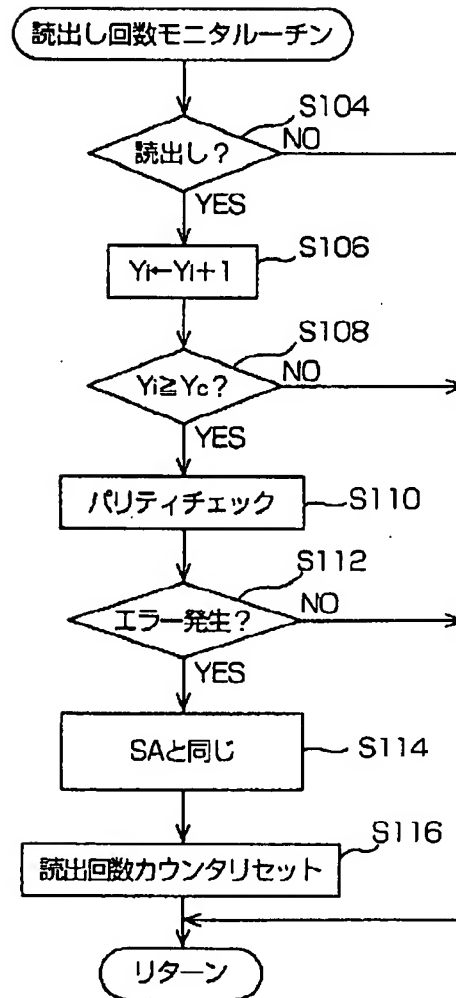 読出し回数モニタルーチン
S104
読出し?
NO
YES
S106
Yi←Yi+1
S108
Yi≧Yc?
NO
YES
パリティチェック
S110
S112
エラー発生?
NO
YES
SAと同じ
S114
S116
読出回数カウンタリセット
リターン